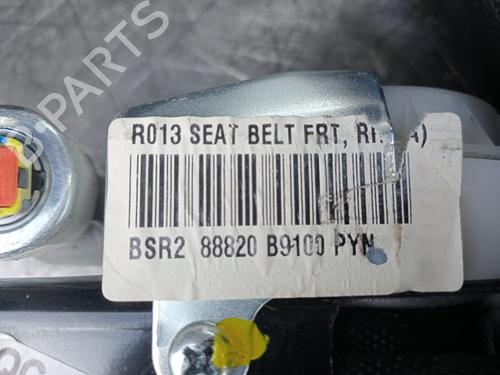 B-PARTS
R013 SEAT BELT FRT,
BSR2 88820 B9100 PYN